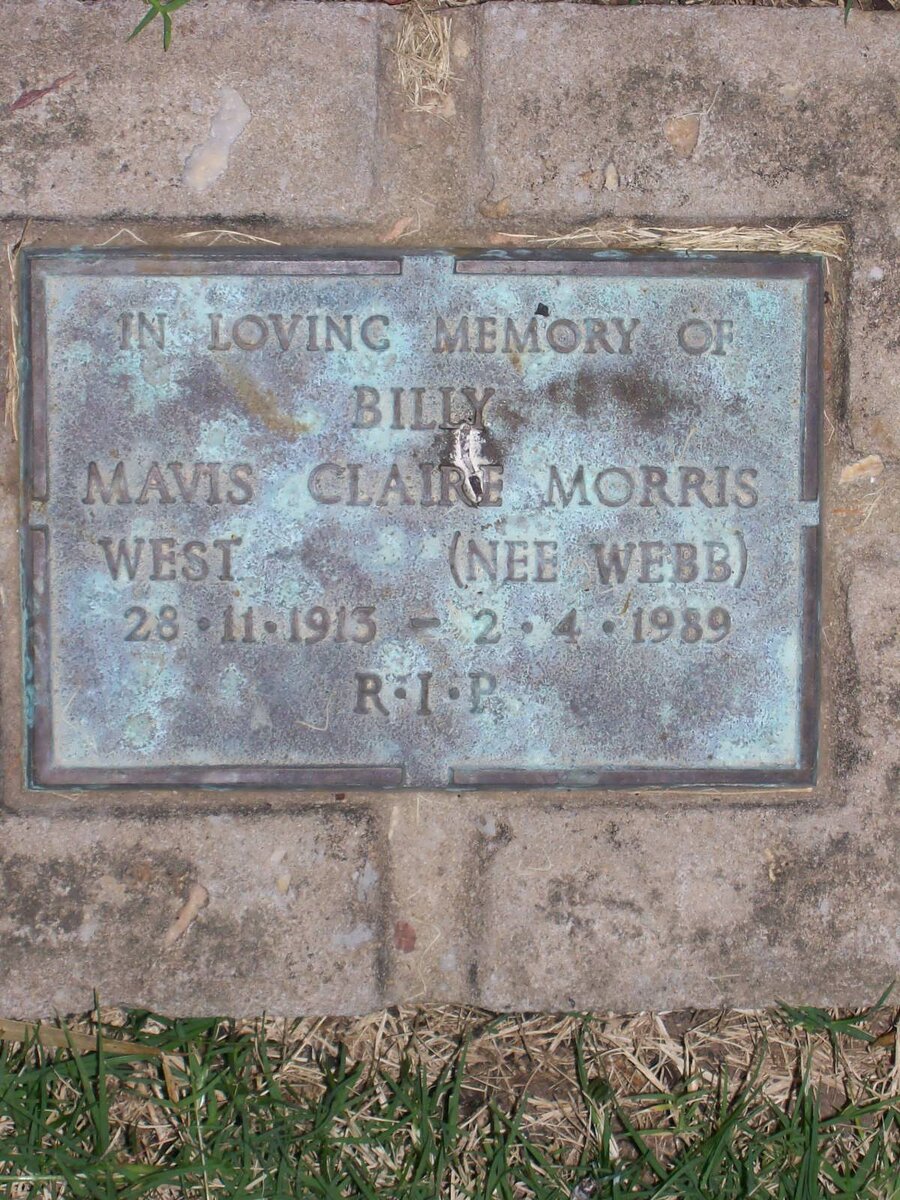 IN LOVING MEMORY OF
BILLY
MAVIS CLAIRE MORRIS
WEST (NEE WEBB)
28·11·1913 - 2·4·1989
R·I·P